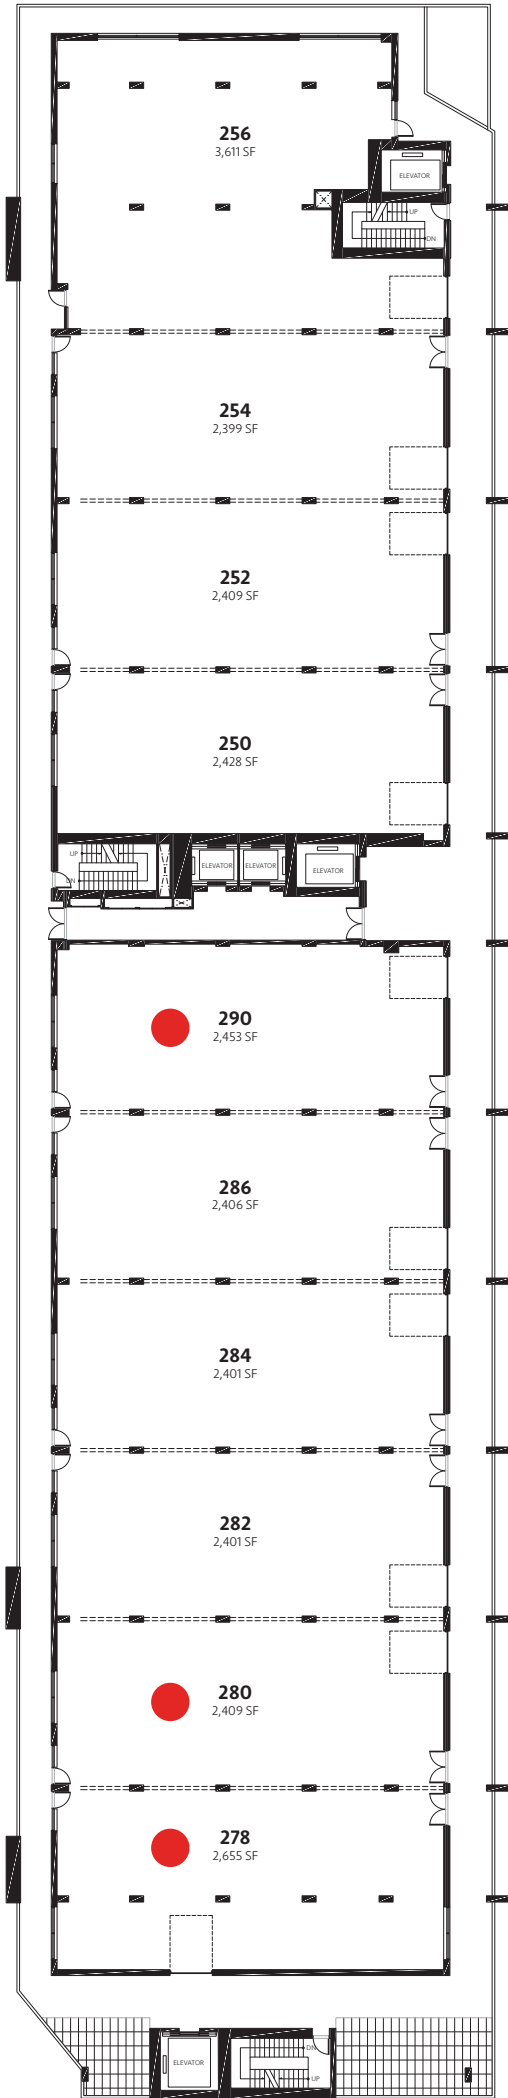 256
3,611 SF
ELEVATOR
UP
DN
254
2,399 SF
252
2,409 SF
250
2,428 SF
UP
DN
ELEVATOR
ELEVATOR
ELEVATOR
290
2,453 SF
286
2,406 SF
284
2,401 SF
282
2,401 SF
280
2,409 SF
278
2,655 SF
DN
ELEVATOR
UP